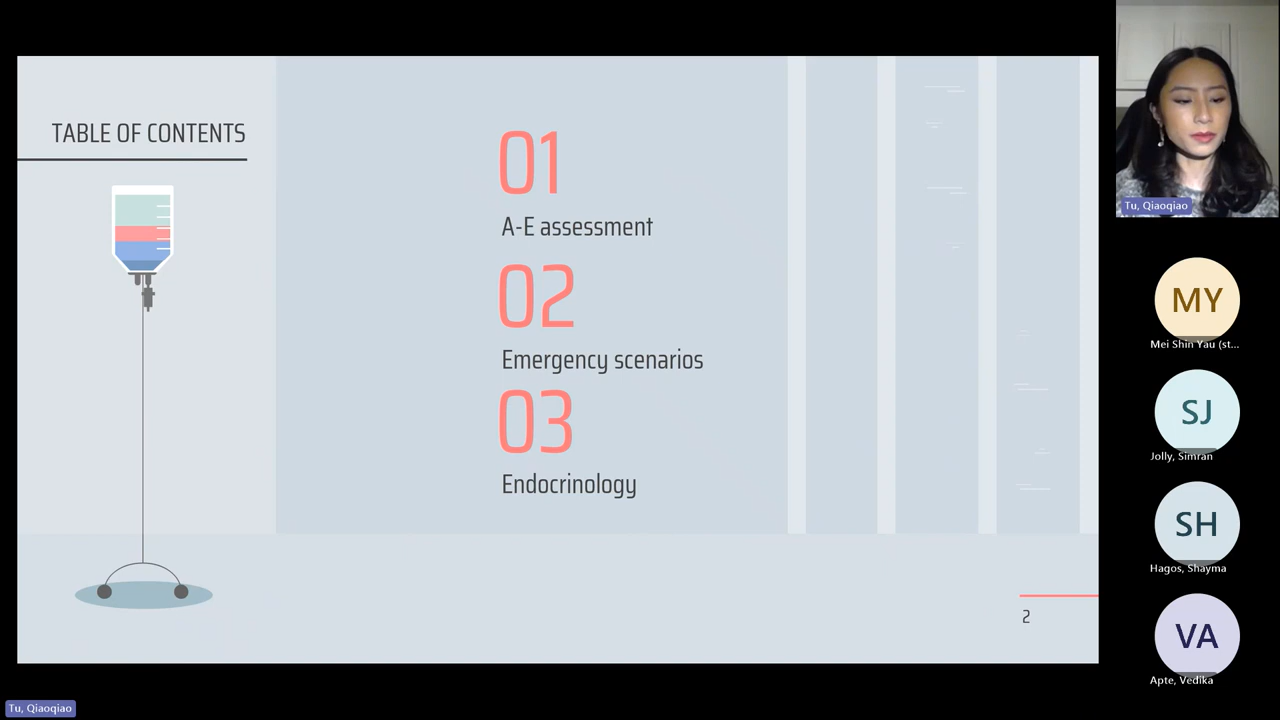 TABLE OF CONTENTS
01
A-E assessment
02
Emergency scenarios
03
Endocrinology
2
Tu, Qiaoqiao
MY
Mei Shin Yau (st...
SJ
Jolly, Simran
SH
Hagos, Shayma
VA
Apte, Vedika
Tu, Qiaoqiao